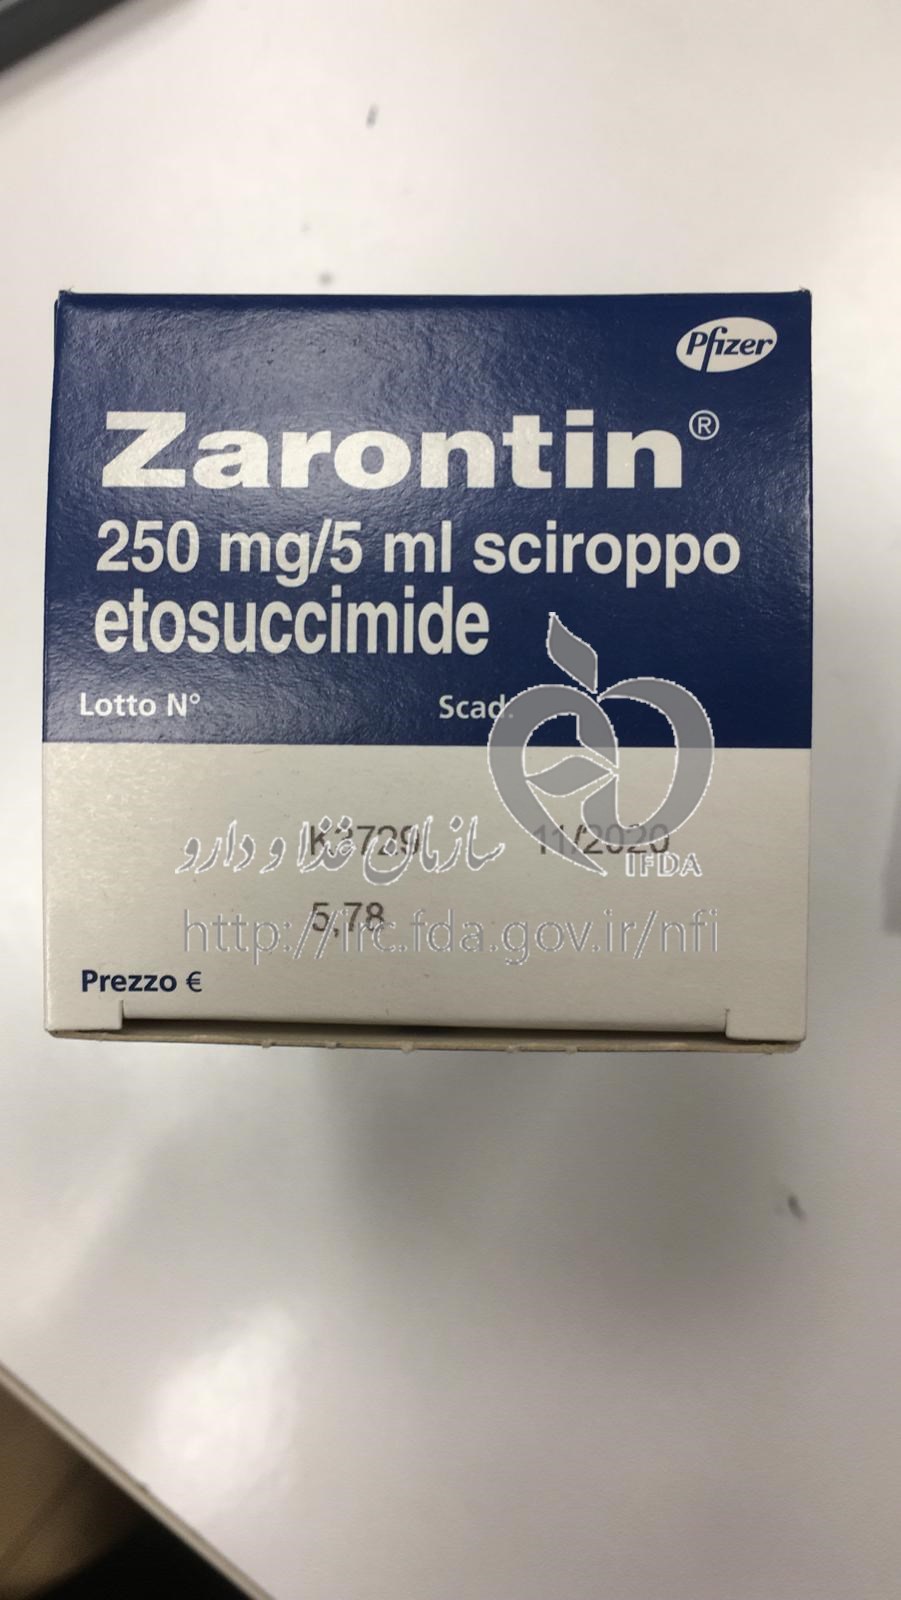 Pfizer
Zarontin®
250 mg/5 ml sciroppo
etosuccimide
Lotto N° Scad.
K3729 11/2020
سازمان غذا و دارو
IFDA
5,78
http://irc.fda.gov.ir/nfi
Prezzo €